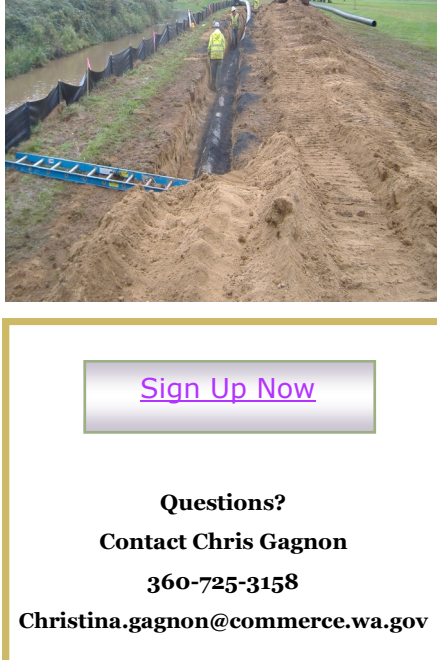 Sign Up Now
Questions?
Contact Chris Gagnon
360-725-3158
Christina.gagnon@commerce.wa.gov